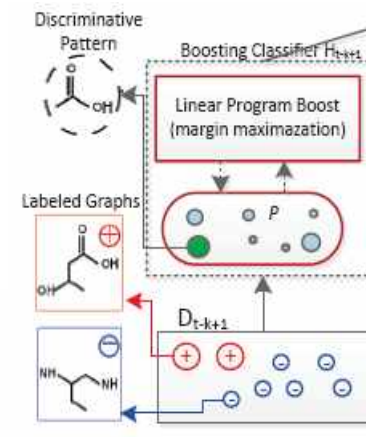 Discriminative
Pattern
O
OH
Boosting Classifier Ht-k+1
Linear Program Boost
(margin maximazation)
P
Labeled Graphs
O
OH
OH
NH
NH
Dt-k+1
+ +
- -
- - - -